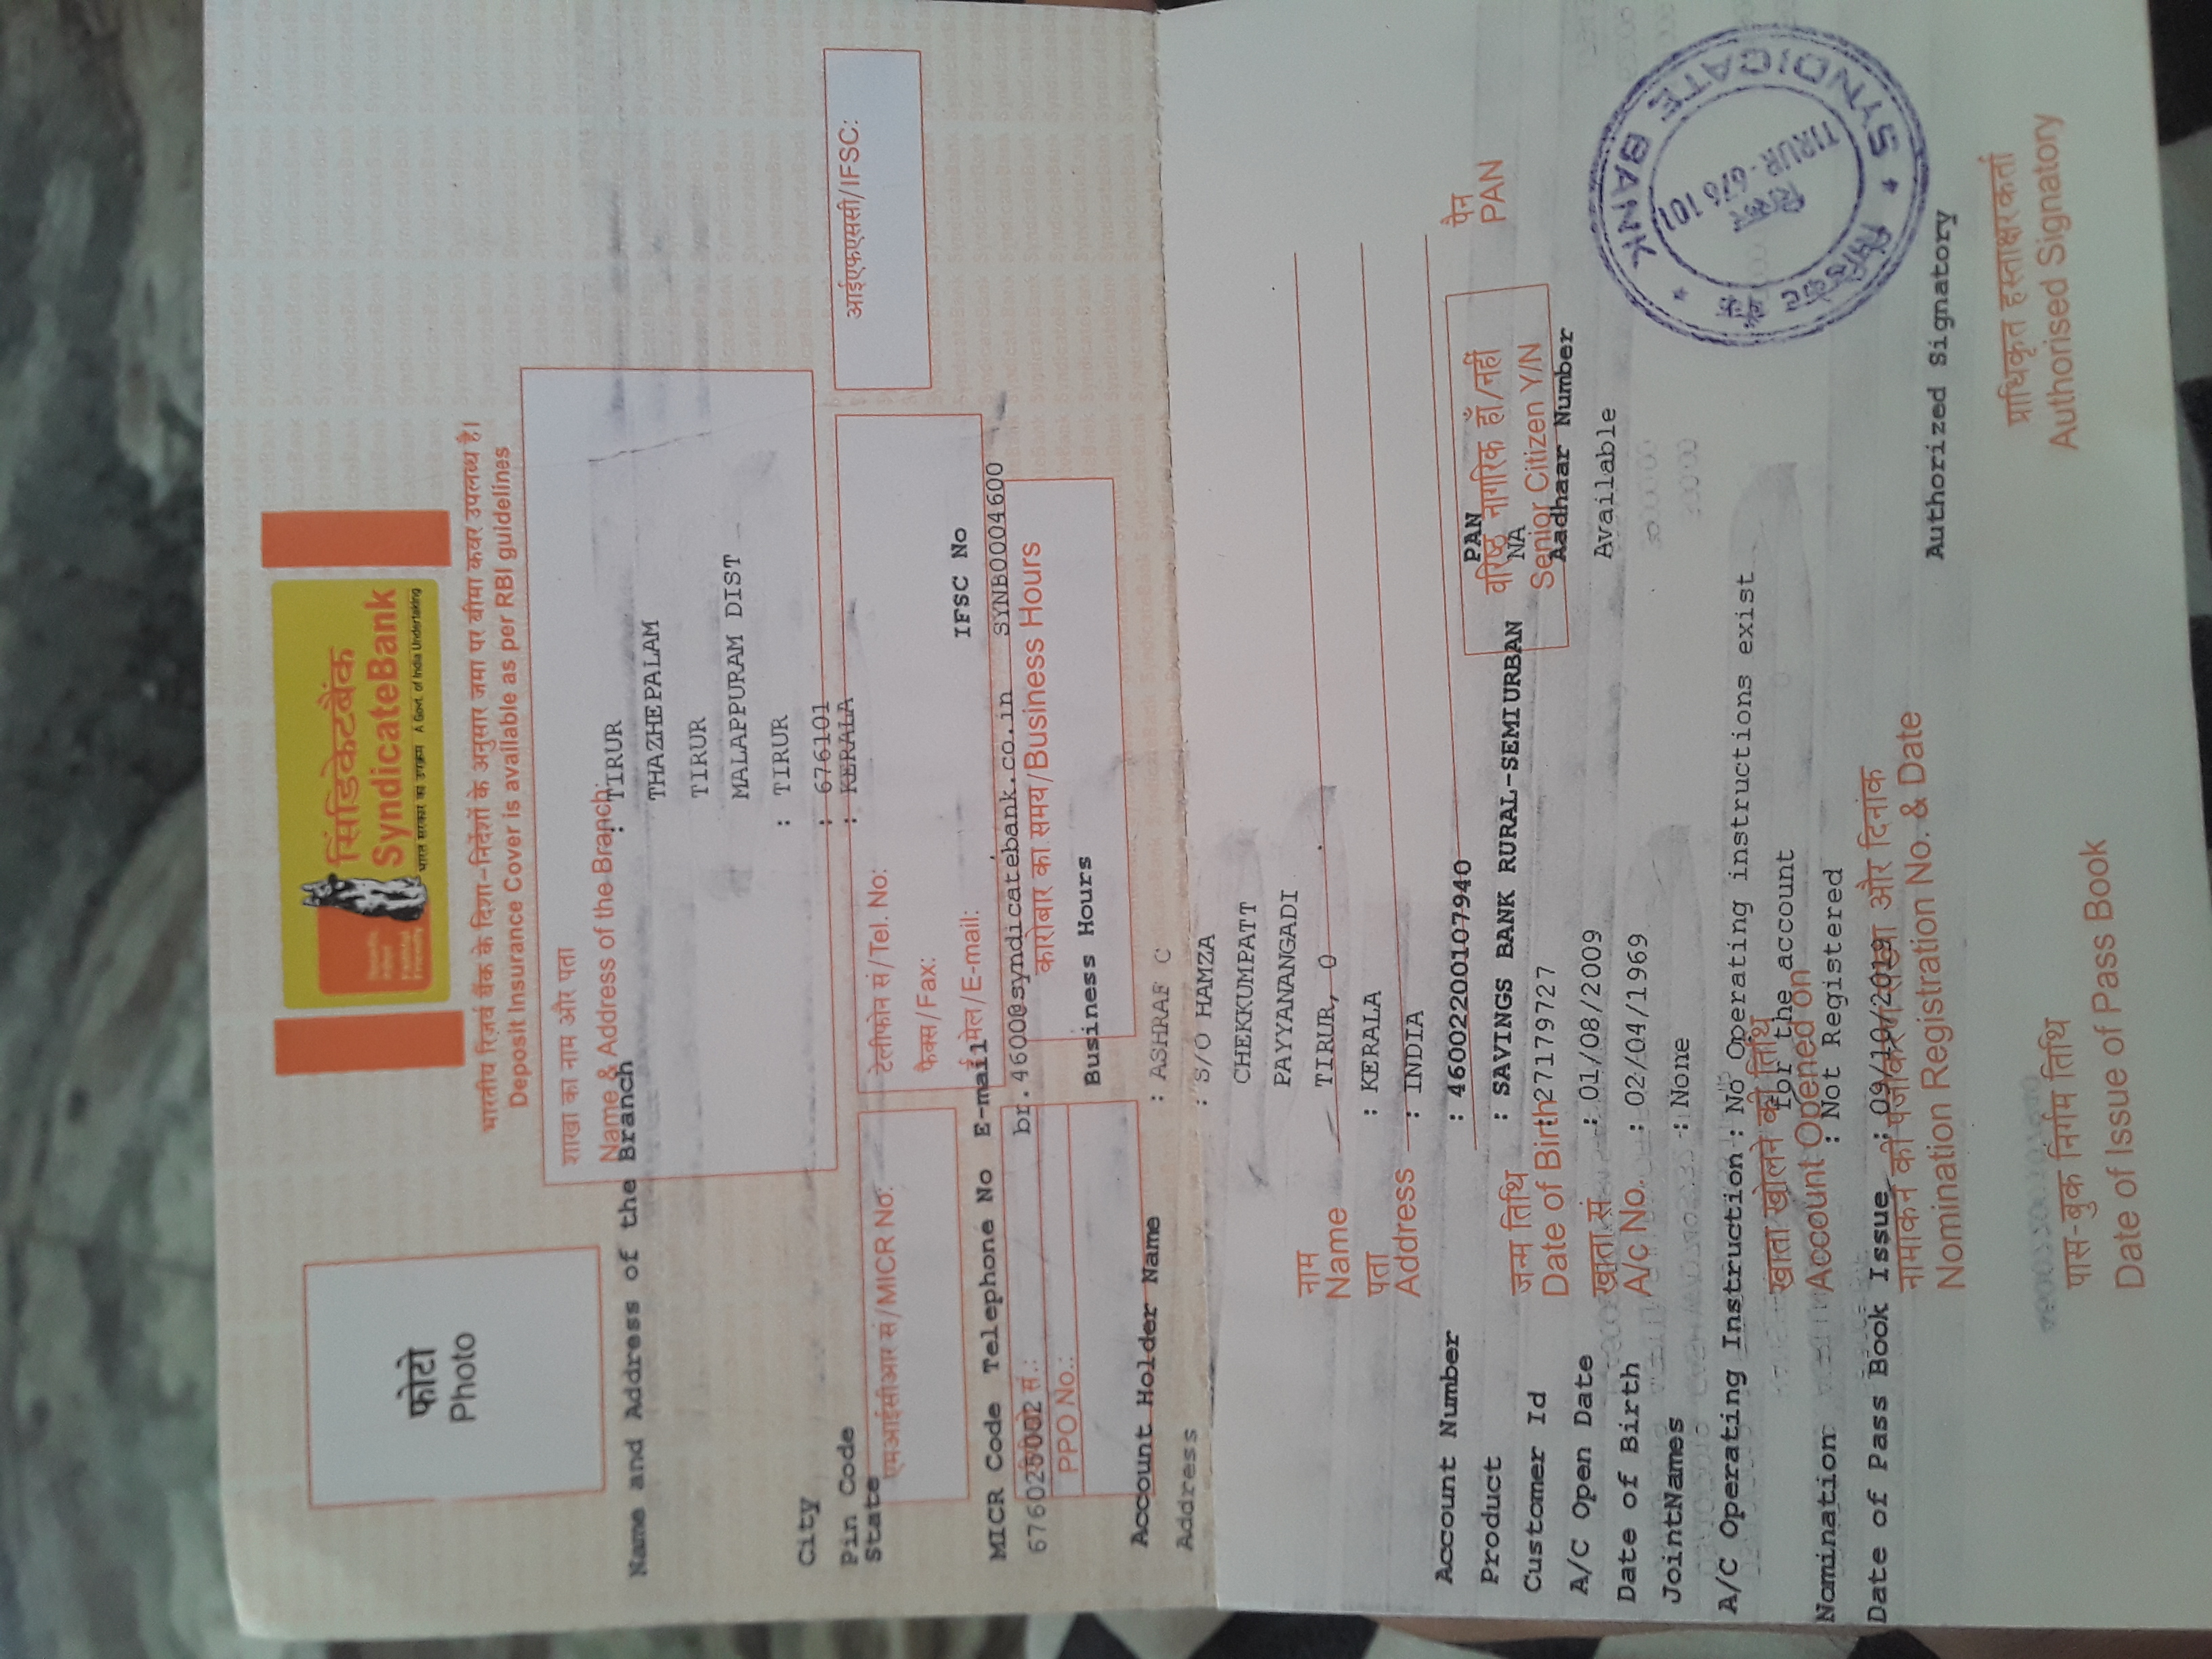 सिंडिकेटबैंक
SyndicateBank
भारत सरकार का उपक्रम A Govt. of India Undertaking
भारतीय रिज़र्व बैंक के दिशा-निर्देशों के अनुसार जमा पर बीमा कवर उपलब्ध है।
Deposit Insurance Cover is available as per RBI guidelines
फोटो
Photo
शाखा का नाम और पता
Name & Address of the Branch:
Name and Address of the Branch : TIRUR
THAZHEPALAM
TIRUR
MALAPPURAM DIST
City : TIRUR
Pin Code : 676101
State : KERALA
एमआईसीआर सं/MICR No:
टेलीफोन सं/Tel. No:
फैक्स/Fax:
ईमेल/E-mail:
आईएफएससी/IFSC:
MICR Code Telephone No E-mail IFSC No
676025002 br.4600@syndicatebank.co.in SYNB0004600
PPO No.:
कारोबार का समय/Business Hours
Business Hours
Account Holder Name : ASHRAF C
Address : S/O HAMZA
CHEKKUMPATT
PAYYANANGADI
TIRUR, 0
: KERALA
: INDIA
नाम
Name
पता
Address
Account Number : 46002200107940
PAN
Product : SAVINGS BANK RURAL-SEMIURBAN NA
Customer Id 27179727
Aadhaar Number
A/C Open Date : 01/08/2009 Available
Date of Birth : 02/04/1969
JointNames : None
A/C Operating Instruction : No Operating instructions exist
for the account
Nomination : Not Registered
Date of Pass Book Issue : 09/10/2019
जन्म तिथि
Date of Birth
वरिष्ठ नागरिक हाँ/नहीं
Senior Citizen Y/N
पैन
PAN
खाता सं
A/c No.
खाता खोलने की तिथि
Account Opened on
नामांकन की पंजीकरण संख्या और दिनांक
Nomination Registration No. & Date
Authorized Signatory
पास-बुक निर्गम तिथि
Date of Issue of Pass Book
प्राधिकृत हस्ताक्षरकर्ता
Authorised Signatory
सिंडिकेट बैंक
SYNDICATE BANK
तिरूर
TIRUR-676 101